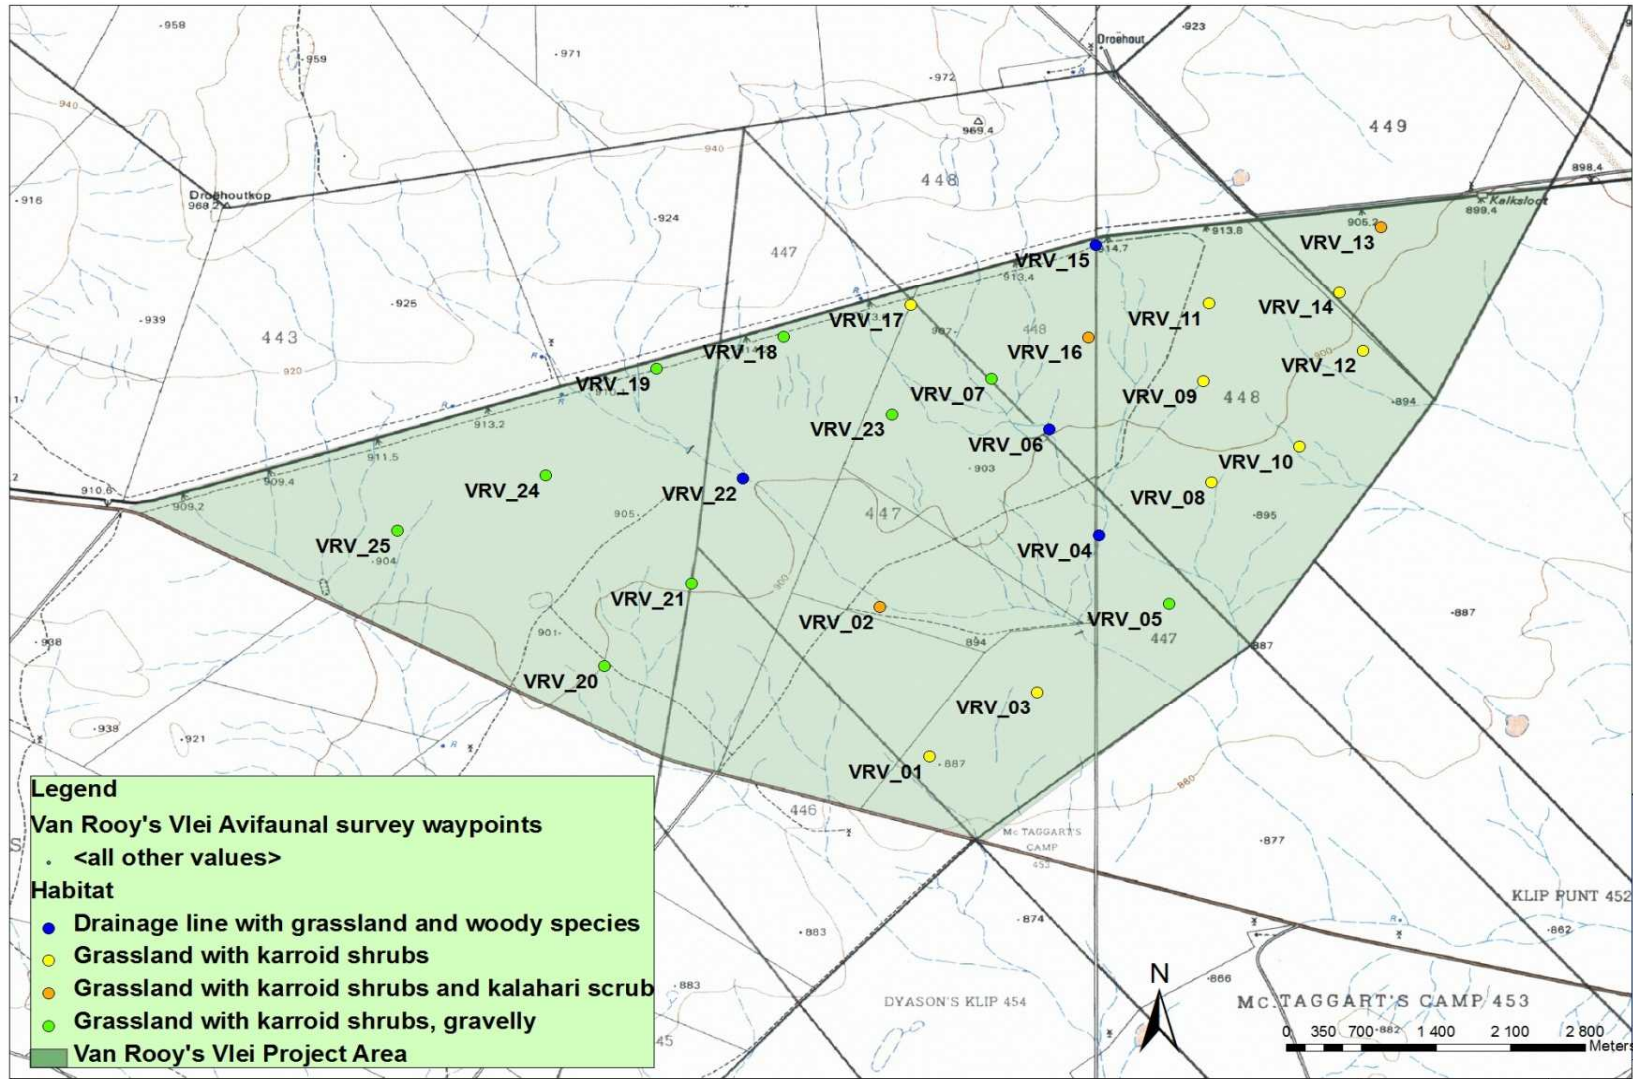 958
959
971
Droëhout
923
972
940
940
969.4
449
916
Droëhoutkop
968,2
448
898,4
Kalksloot
899,4
924
905,2
913,8
VRV_13
447
914,7
VRV_15
913,4
925
939
443
VRV_17
907
448
VRV_11
VRV_14
VRV_18
VRV_16
900
VRV_12
920
VRV_19
VRV_07
VRV_09
448
894
913,2
VRV_23
VRV_06
911,5
VRV_10
903
909.4
910,6
VRV_24
VRV_22
VRV_08
909.2
905
447
895
VRV_25
904
VRV_04
900
VRV_21
VRV_02
VRV_05
887
901
894
447
938
887
VRV_20
VRV_03
939
921
VRV_01
887
880
446
Mc TAGGART'S
CAMP
453
877
KLIP PUNT 452
874
883
862
866
883
DYASON'S KLIP 454
Mc. TAGGART'S CAMP 453
882
45
Legend
Van Rooy's Vlei Avifaunal survey waypoints
<all other values>
Habitat
Drainage line with grassland and woody species
Grassland with karroid shrubs
Grassland with karroid shrubs and kalahari scrub
Grassland with karroid shrubs, gravelly
Van Rooy's Vlei Project Area
N
0 350 700 1 400 2 100 2 800
Meters